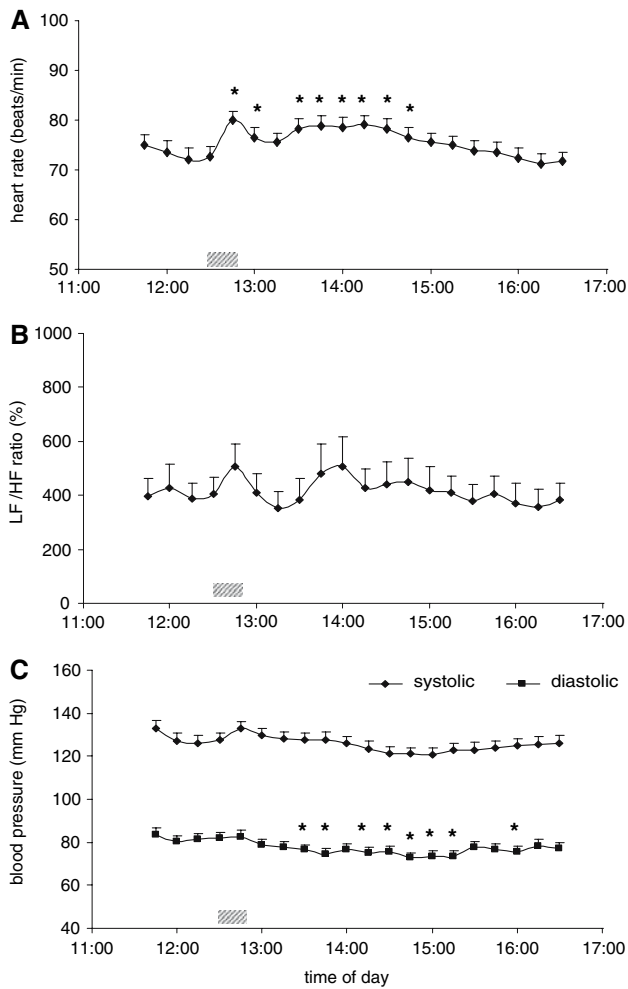 A
heart rate (beats/min)
100
90
80
70
60
50
* * * * * * * *
11:00 12:00 13:00 14:00 15:00 16:00 17:00
B
LF /HF ratio (%)
1000
800
600
400
200
0
11:00 12:00 13:00 14:00 15:00 16:00 17:00
C
blood pressure (mm Hg)
160
140
120
100
80
60
40
systolic diastolic
* * * * * * * *
11:00 12:00 13:00 14:00 15:00 16:00 17:00
time of day